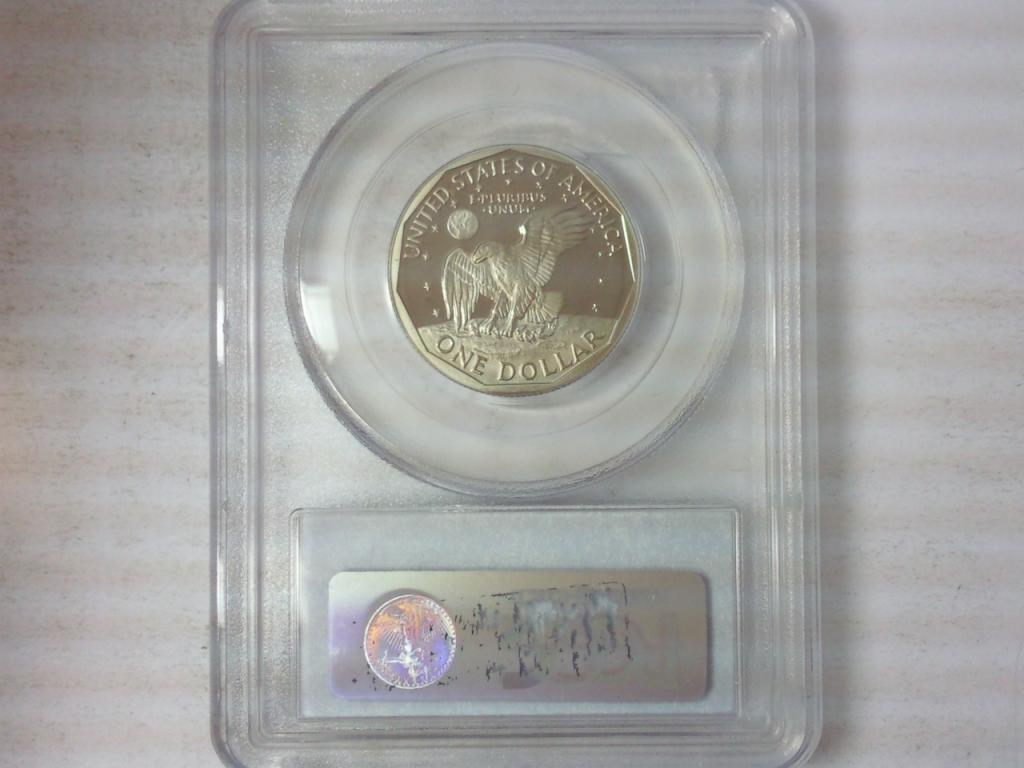 UNITED STATES OF AMERICA
E·PLURIBUS
·UNUM·
ONE DOLLAR